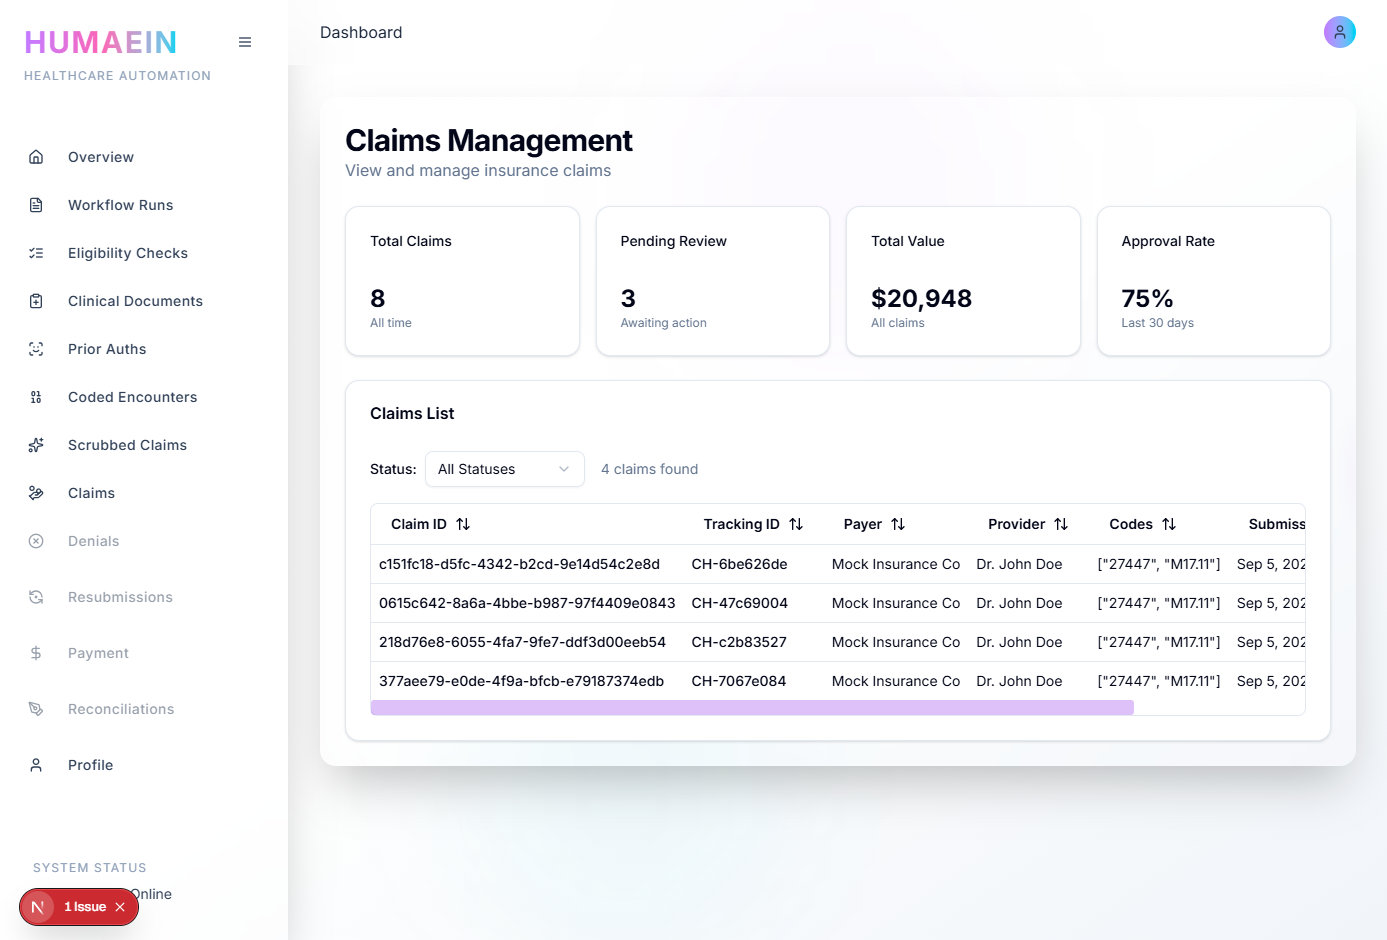 HUMAEIN
HEALTHCARE AUTOMATION
Dashboard
Overview
Workflow Runs
Eligibility Checks
Clinical Documents
Prior Auths
Coded Encounters
Scrubbed Claims
Claims
Denials
Resubmissions
Payment
Reconciliations
Profile
SYSTEM STATUS
Online
N 1 Issue
Claims Management
View and manage insurance claims
Total Claims
8
All time
Pending Review
3
Awaiting action
Total Value
$20,948
All claims
Approval Rate
75%
Last 30 days
Claims List
Status: All Statuses 4 claims found
Claim ID Tracking ID Payer Provider Codes Submiss
c151fc18-d5fc-4342-b2cd-9e14d54c2e8d CH-6be626de Mock Insurance Co Dr. John Doe ["27447", "M17.11"] Sep 5, 202
0615c642-8a6a-4bbe-b987-97f4409e0843 CH-47c69004 Mock Insurance Co Dr. John Doe ["27447", "M17.11"] Sep 5, 202
218d76e8-6055-4fa7-9fe7-ddf3d00eeb54 CH-c2b83527 Mock Insurance Co Dr. John Doe ["27447", "M17.11"] Sep 5, 202
377aee79-e0de-4f9a-bfcb-e79187374edb CH-7067e084 Mock Insurance Co Dr. John Doe ["27447", "M17.11"] Sep 5, 202